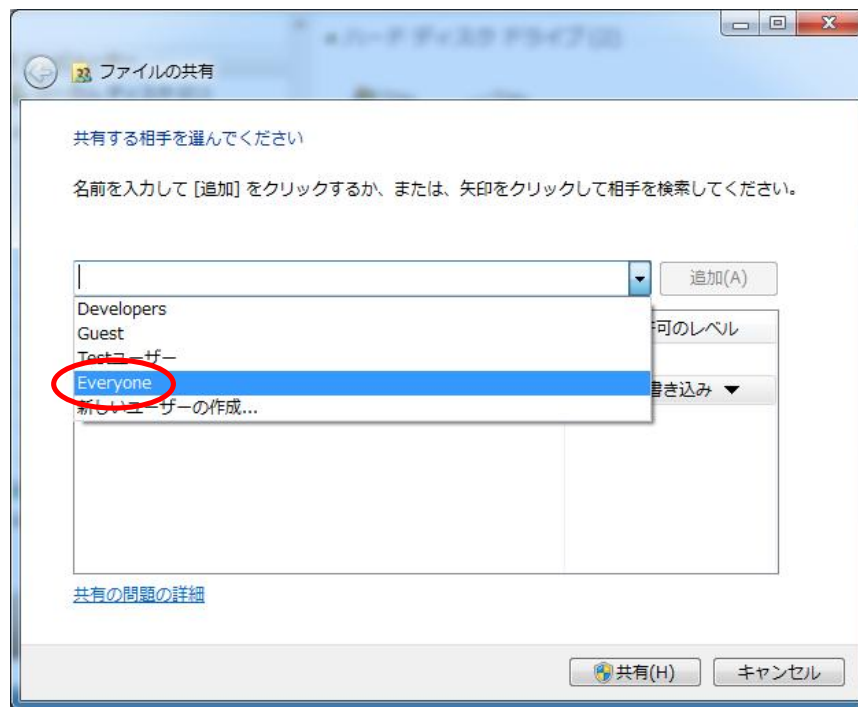 ファイルの共有
共有する相手を選んでください
名前を入力して [追加] をクリックするか、または、矢印をクリックして相手を検索してください。
追加(A)
Developers
Guest
Testユーザー
Everyone
新しいユーザーの作成...
可のレベル
書き込み
共有の問題の詳細
共有(H)
キャンセル